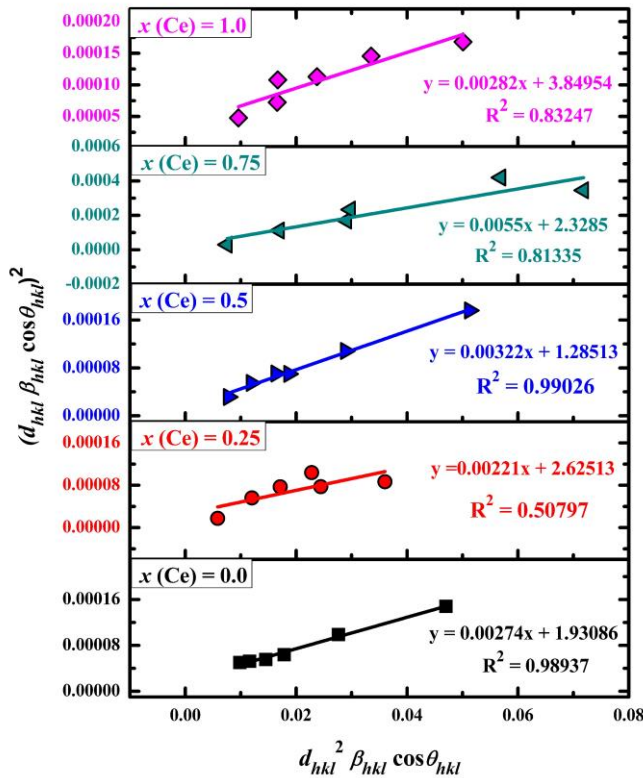 x (Ce) = 1.0
0.00020
0.00015
0.00010
0.00005
y = 0.00282x + 3.84954
R² = 0.83247
0.0006
x (Ce) = 0.75
0.0004
0.0002
0.0000
-0.0002
y = 0.0055x + 2.3285
R² = 0.81335
x (Ce) = 0.5
0.00016
0.00008
0.00000
y = 0.00322x + 1.28513
R² = 0.99026
x (Ce) = 0.25
0.00016
0.00008
0.00000
y =0.00221x + 2.62513
R² = 0.50797
x (Ce) = 0.0
0.00016
0.00008
0.00000
y = 0.00274x + 1.93086
R² = 0.98937
0.00 0.02 0.04 0.06 0.08
d_hkl² β_hkl cosθ_hkl
(d_hkl β_hkl cosθ_hkl)²